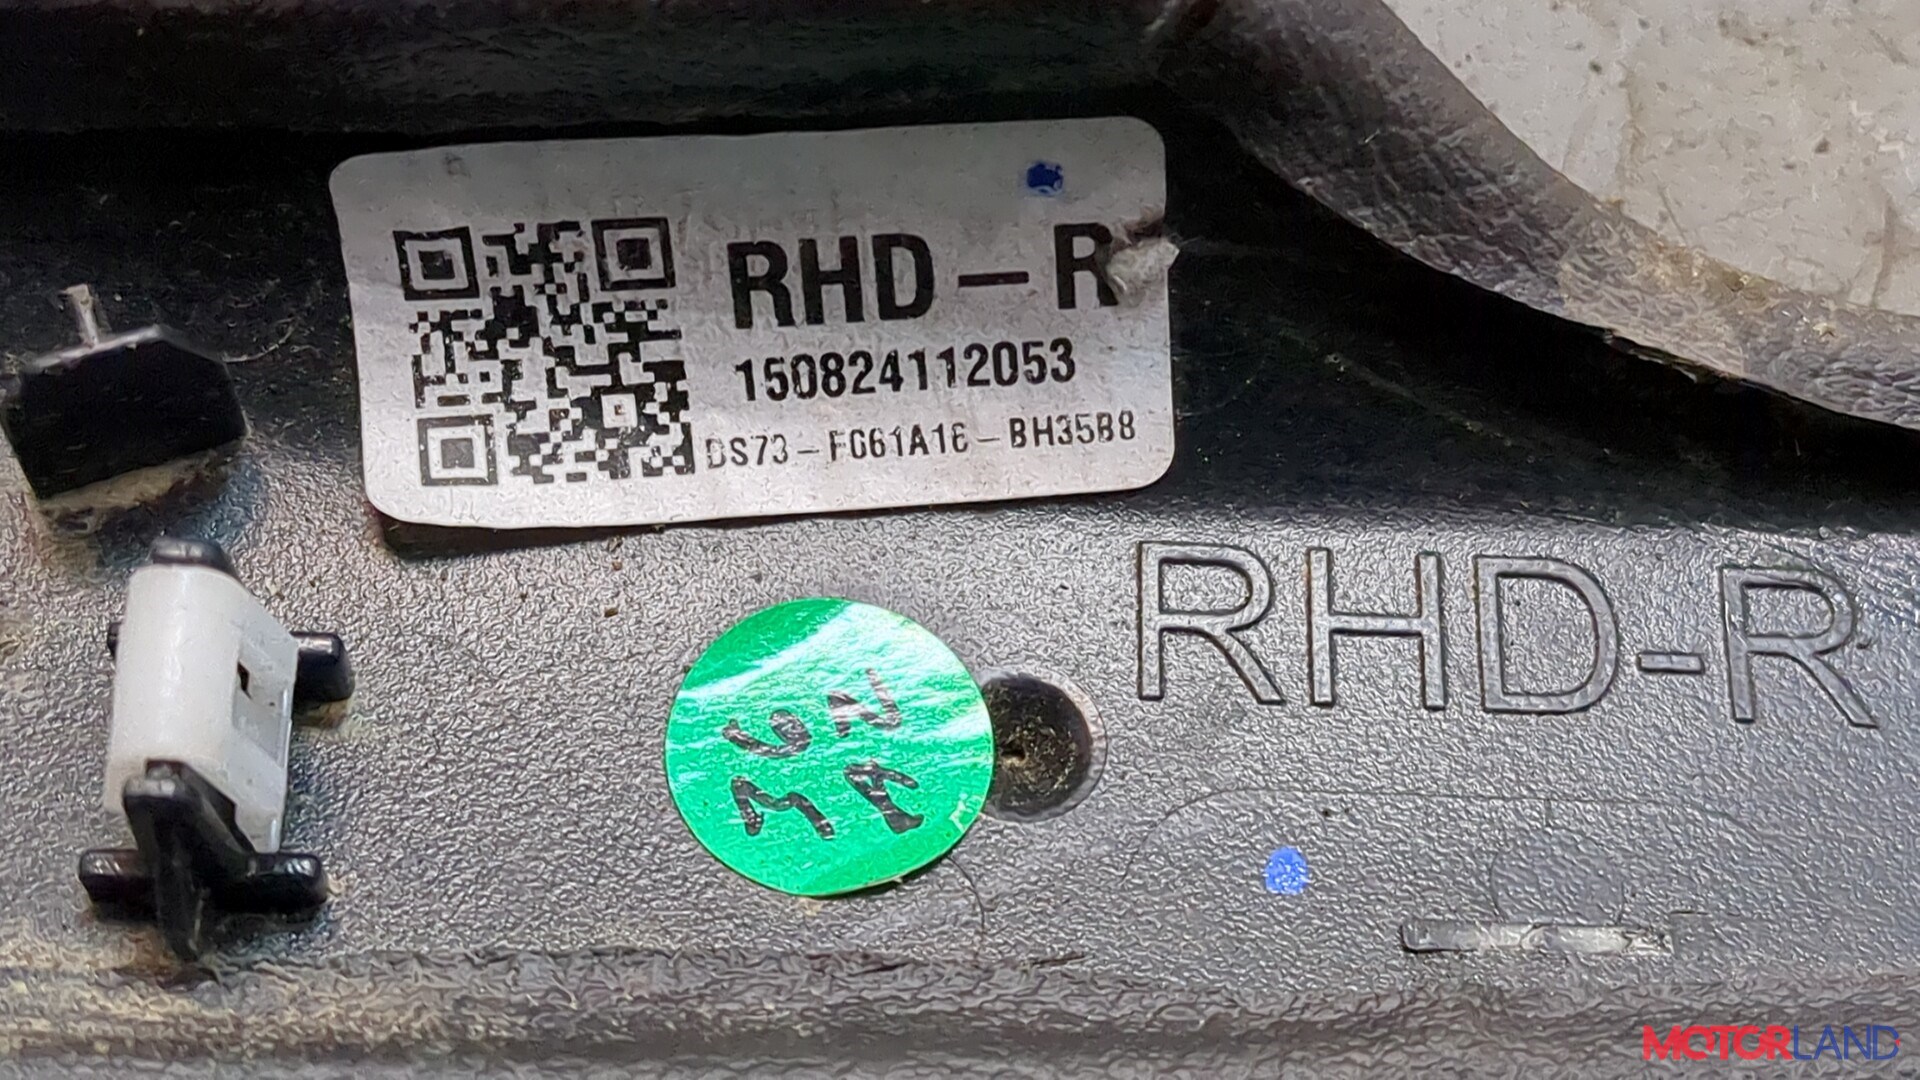 RHD-R
150824112053
DS73-F061A16-BH35B8
RHD-R
MOTORLAND